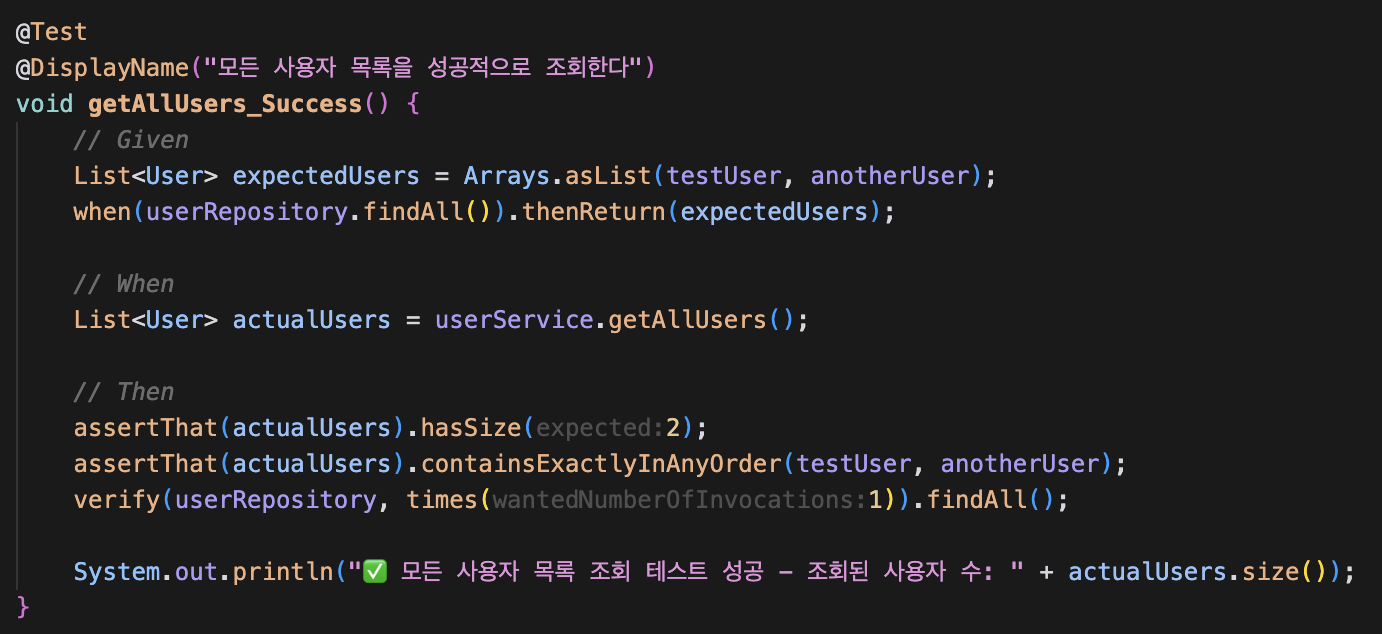 @Test
@DisplayName("모든 사용자 목록을 성공적으로 조회한다")
void getAllUsers_Success() {
// Given
List<User> expectedUsers = Arrays.asList(testUser, anotherUser);
when(userRepository.findAll()).thenReturn(expectedUsers);
// When
List<User> actualUsers = userService.getAllUsers();
// Then
assertThat(actualUsers).hasSize(expected:2);
assertThat(actualUsers).containsExactlyInAnyOrder(testUser, anotherUser);
verify(userRepository, times(wantedNumberOfInvocations:1)).findAll();
System.out.println("✅ 모든 사용자 목록 조회 테스트 성공 - 조회된 사용자 수: " + actualUsers.size());
}